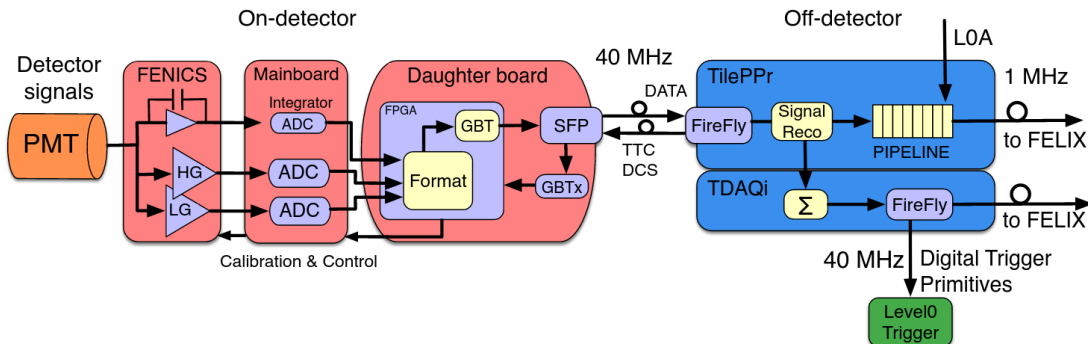 On-detector
Off-detector
Detector
signals
PMT
FENICS
HG
LG
Mainboard
Integrator
ADC
ADC
ADC
Calibration & Control
Daughter board
FPGA
GBT
Format
SFP
GBTx
40 MHz
DATA
TTC
DCS
L0A
TilePPr
FireFly
Signal
Reco
PIPELINE
1 MHz
to FELIX
TDAQi
Σ
FireFly
to FELIX
40 MHz
Digital Trigger
Primitives
Level0
Trigger